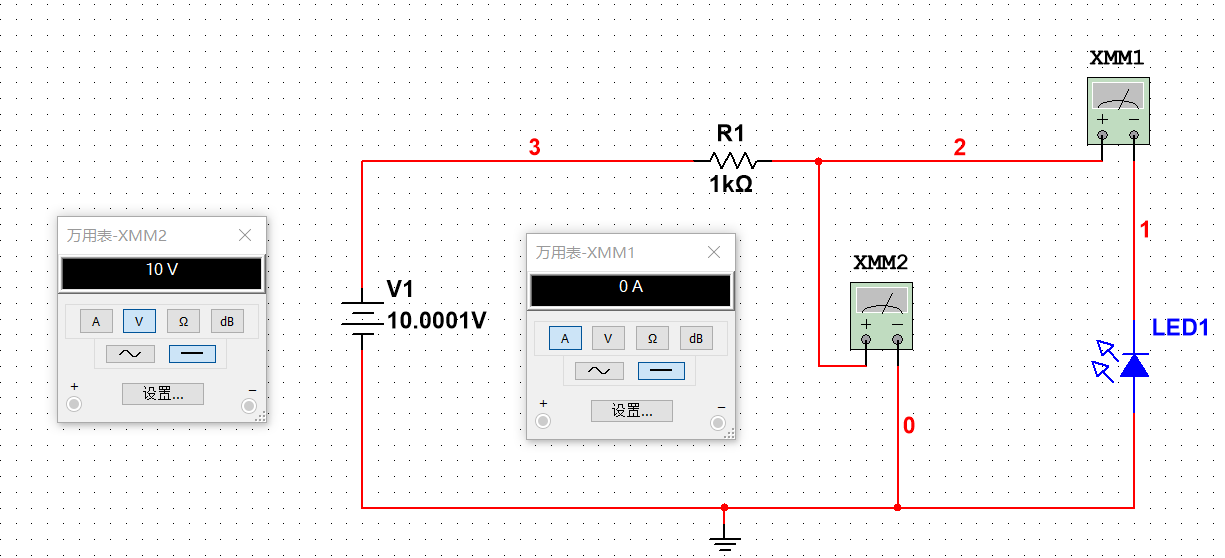 XMM1
R1
3
2
1kΩ
1
万用表-XMM2
10 V
A
V
Ω
dB
设置...
+
−
万用表-XMM1
0 A
A
V
Ω
dB
设置...
+
−
XMM2
+
−
+
−
V1
10.0001V
LED1
0